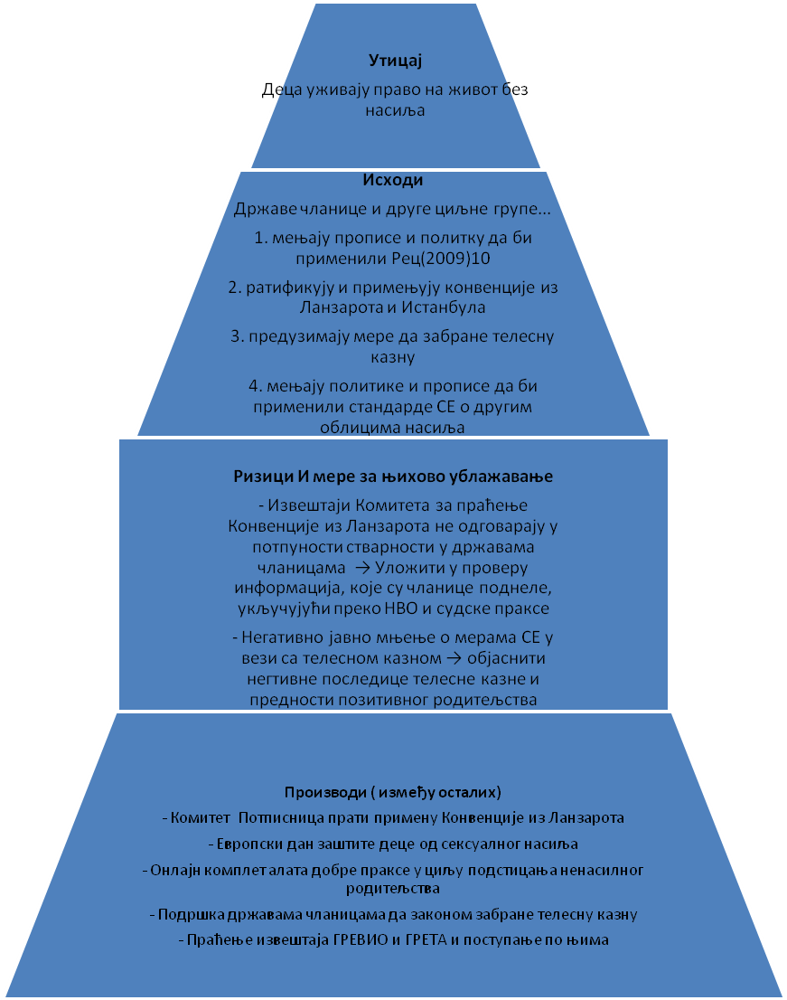 Утицај
Деца уживају право на живот без
насиља
Исходи
Државе чланице и друге циљне групе...
1. мењају прописе и политку да би
применили Рец(2009)10
2. ратификују и примењују конвенције из
Ланзарота и Истанбула
3. предузимају мере да забране телесну
казну
4. мењају политике и прописе да би
применили стандарде СЕ о другим
облицима насиља
Ризици И мере за њихово ублажавање
- Извештаји Комитета за праћење
Конвенције из Ланзарота не одговарају у
потпуности стварности у државама
чланицама → Уложити у проверу
информација, које су чланице поднеле,
укључујући преко НВО и судске праксе
- Негативно јавно мњење о мерама СЕ у
вези са телесном казном → објаснити
негтивне последице телесне казне и
предности позитивног родитељства
Производи ( између осталих)
- Комитет Потписница прати примену Конвенције из Ланзарота
- Европски дан заштите деце од сексуалног насиља
- Онлајн комплет алата добре праксе у циљу подстицања ненасилног
родитељства
- Подршка државама чланицама да законом забране телесну казну
- Праћење извештаја ГРЕВИО и ГРЕТА и поступање по њима